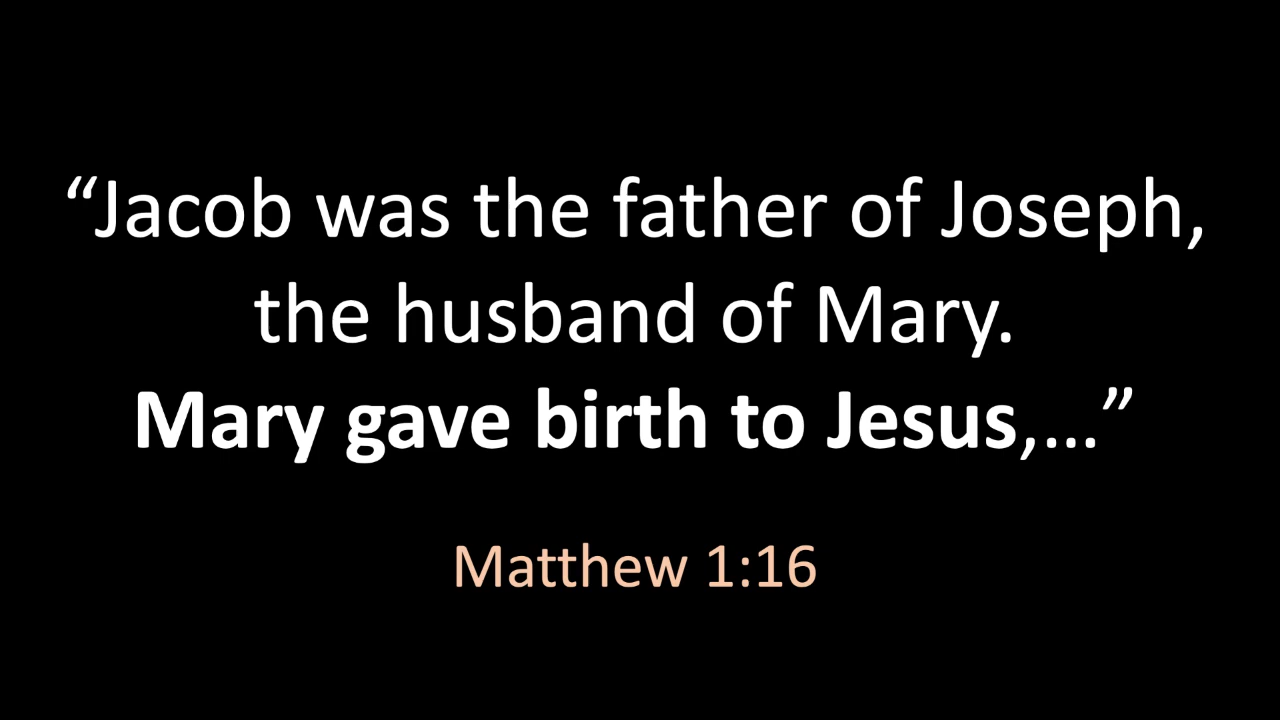 “Jacob was the father of Joseph,
the husband of Mary.
Mary gave birth to Jesus,...”
Matthew 1:16